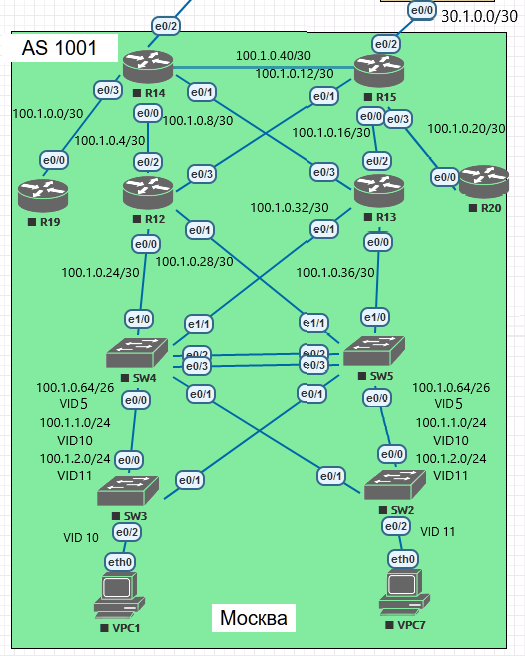 e0/2
e0/0
30.1.0.0/30
AS 1001
e0/2
100.1.0.40/30
100.1.0.12/30
R14
R15
e0/3
e0/1
e0/1
100.1.0.0/30
e0/0
100.1.0.8/30
e0/0
e0/3
100.1.0.4/30
100.1.0.16/30
100.1.0.20/30
e0/0
e0/2
e0/3
e0/3
e0/2
e0/0
R19
R12
R13
R20
100.1.0.32/30
e0/0
e0/1
e0/1
e0/0
100.1.0.24/30
100.1.0.28/30
100.1.0.36/30
e1/0
e1/1
e1/1
e1/0
e0/2
e0/2
e0/3
e0/3
SW4
SW5
100.1.0.64/26
VID5
100.1.1.0/24
VID10
100.1.2.0/24
VID11
e0/0
e0/1
e0/1
e0/0
100.1.0.64/26
VID5
100.1.1.0/24
VID10
100.1.2.0/24
VID11
e0/0
e0/1
e0/1
e0/0
SW3
SW2
VID 10
e0/2
e0/2
VID 11
eth0
eth0
VPC1
Москва
VPC7